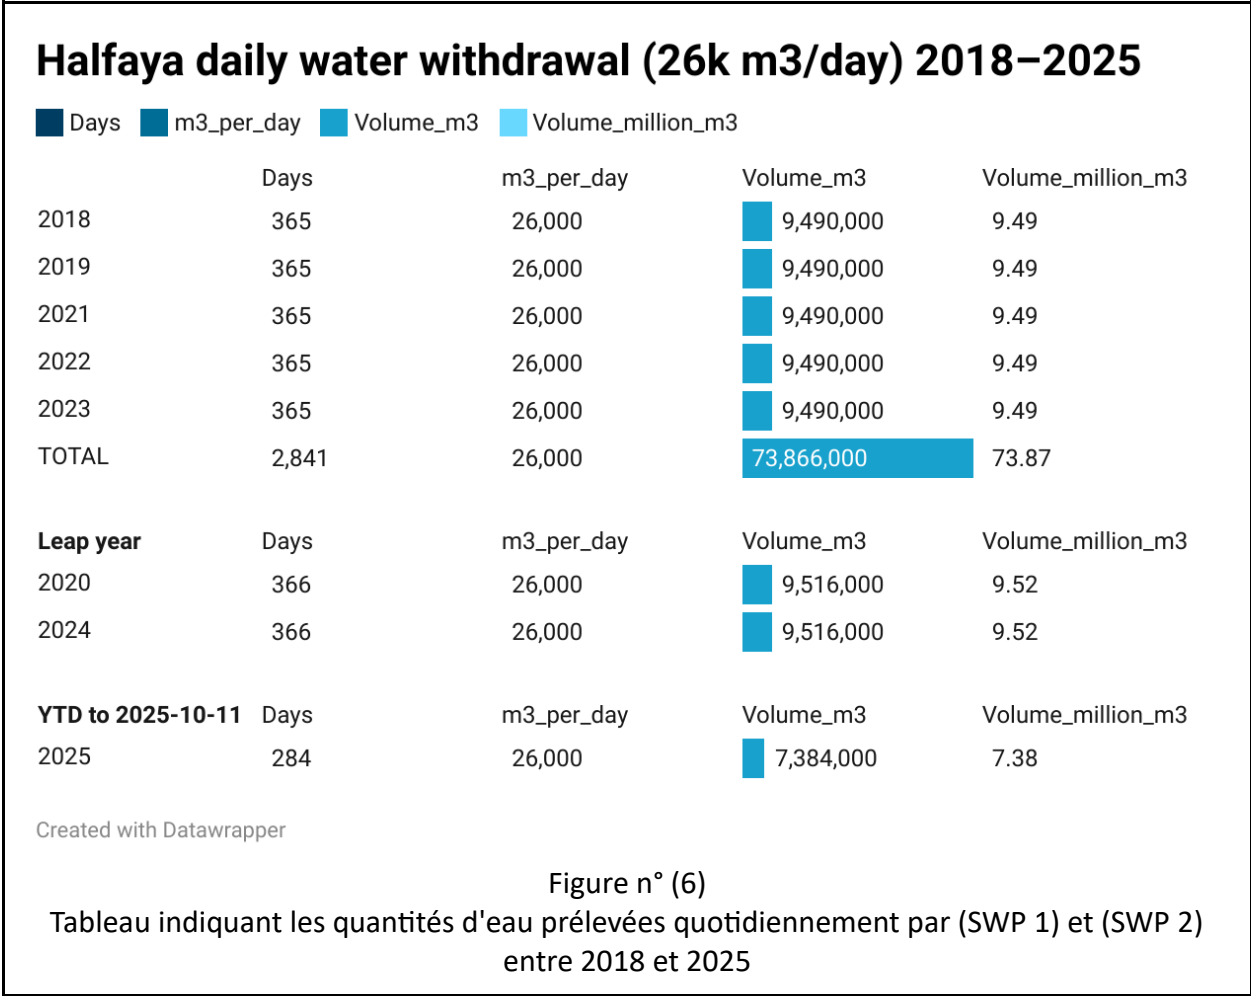 Halfaya daily water withdrawal (26k m3/day) 2018–2025
Days m3_per_day Volume_m3 Volume_million_m3
Days m3_per_day Volume_m3 Volume_million_m3
2018 365 26,000 9,490,000 9.49
2019 365 26,000 9,490,000 9.49
2021 365 26,000 9,490,000 9.49
2022 365 26,000 9,490,000 9.49
2023 365 26,000 9,490,000 9.49
TOTAL 2,841 26,000 73,866,000 73.87
Leap year Days m3_per_day Volume_m3 Volume_million_m3
2020 366 26,000 9,516,000 9.52
2024 366 26,000 9,516,000 9.52
YTD to 2025-10-11 Days m3_per_day Volume_m3 Volume_million_m3
2025 284 26,000 7,384,000 7.38
Created with Datawrapper
Figure n° (6)
Tableau indiquant les quantités d'eau prélevées quotidiennement par (SWP 1) et (SWP 2)
entre 2018 et 2025